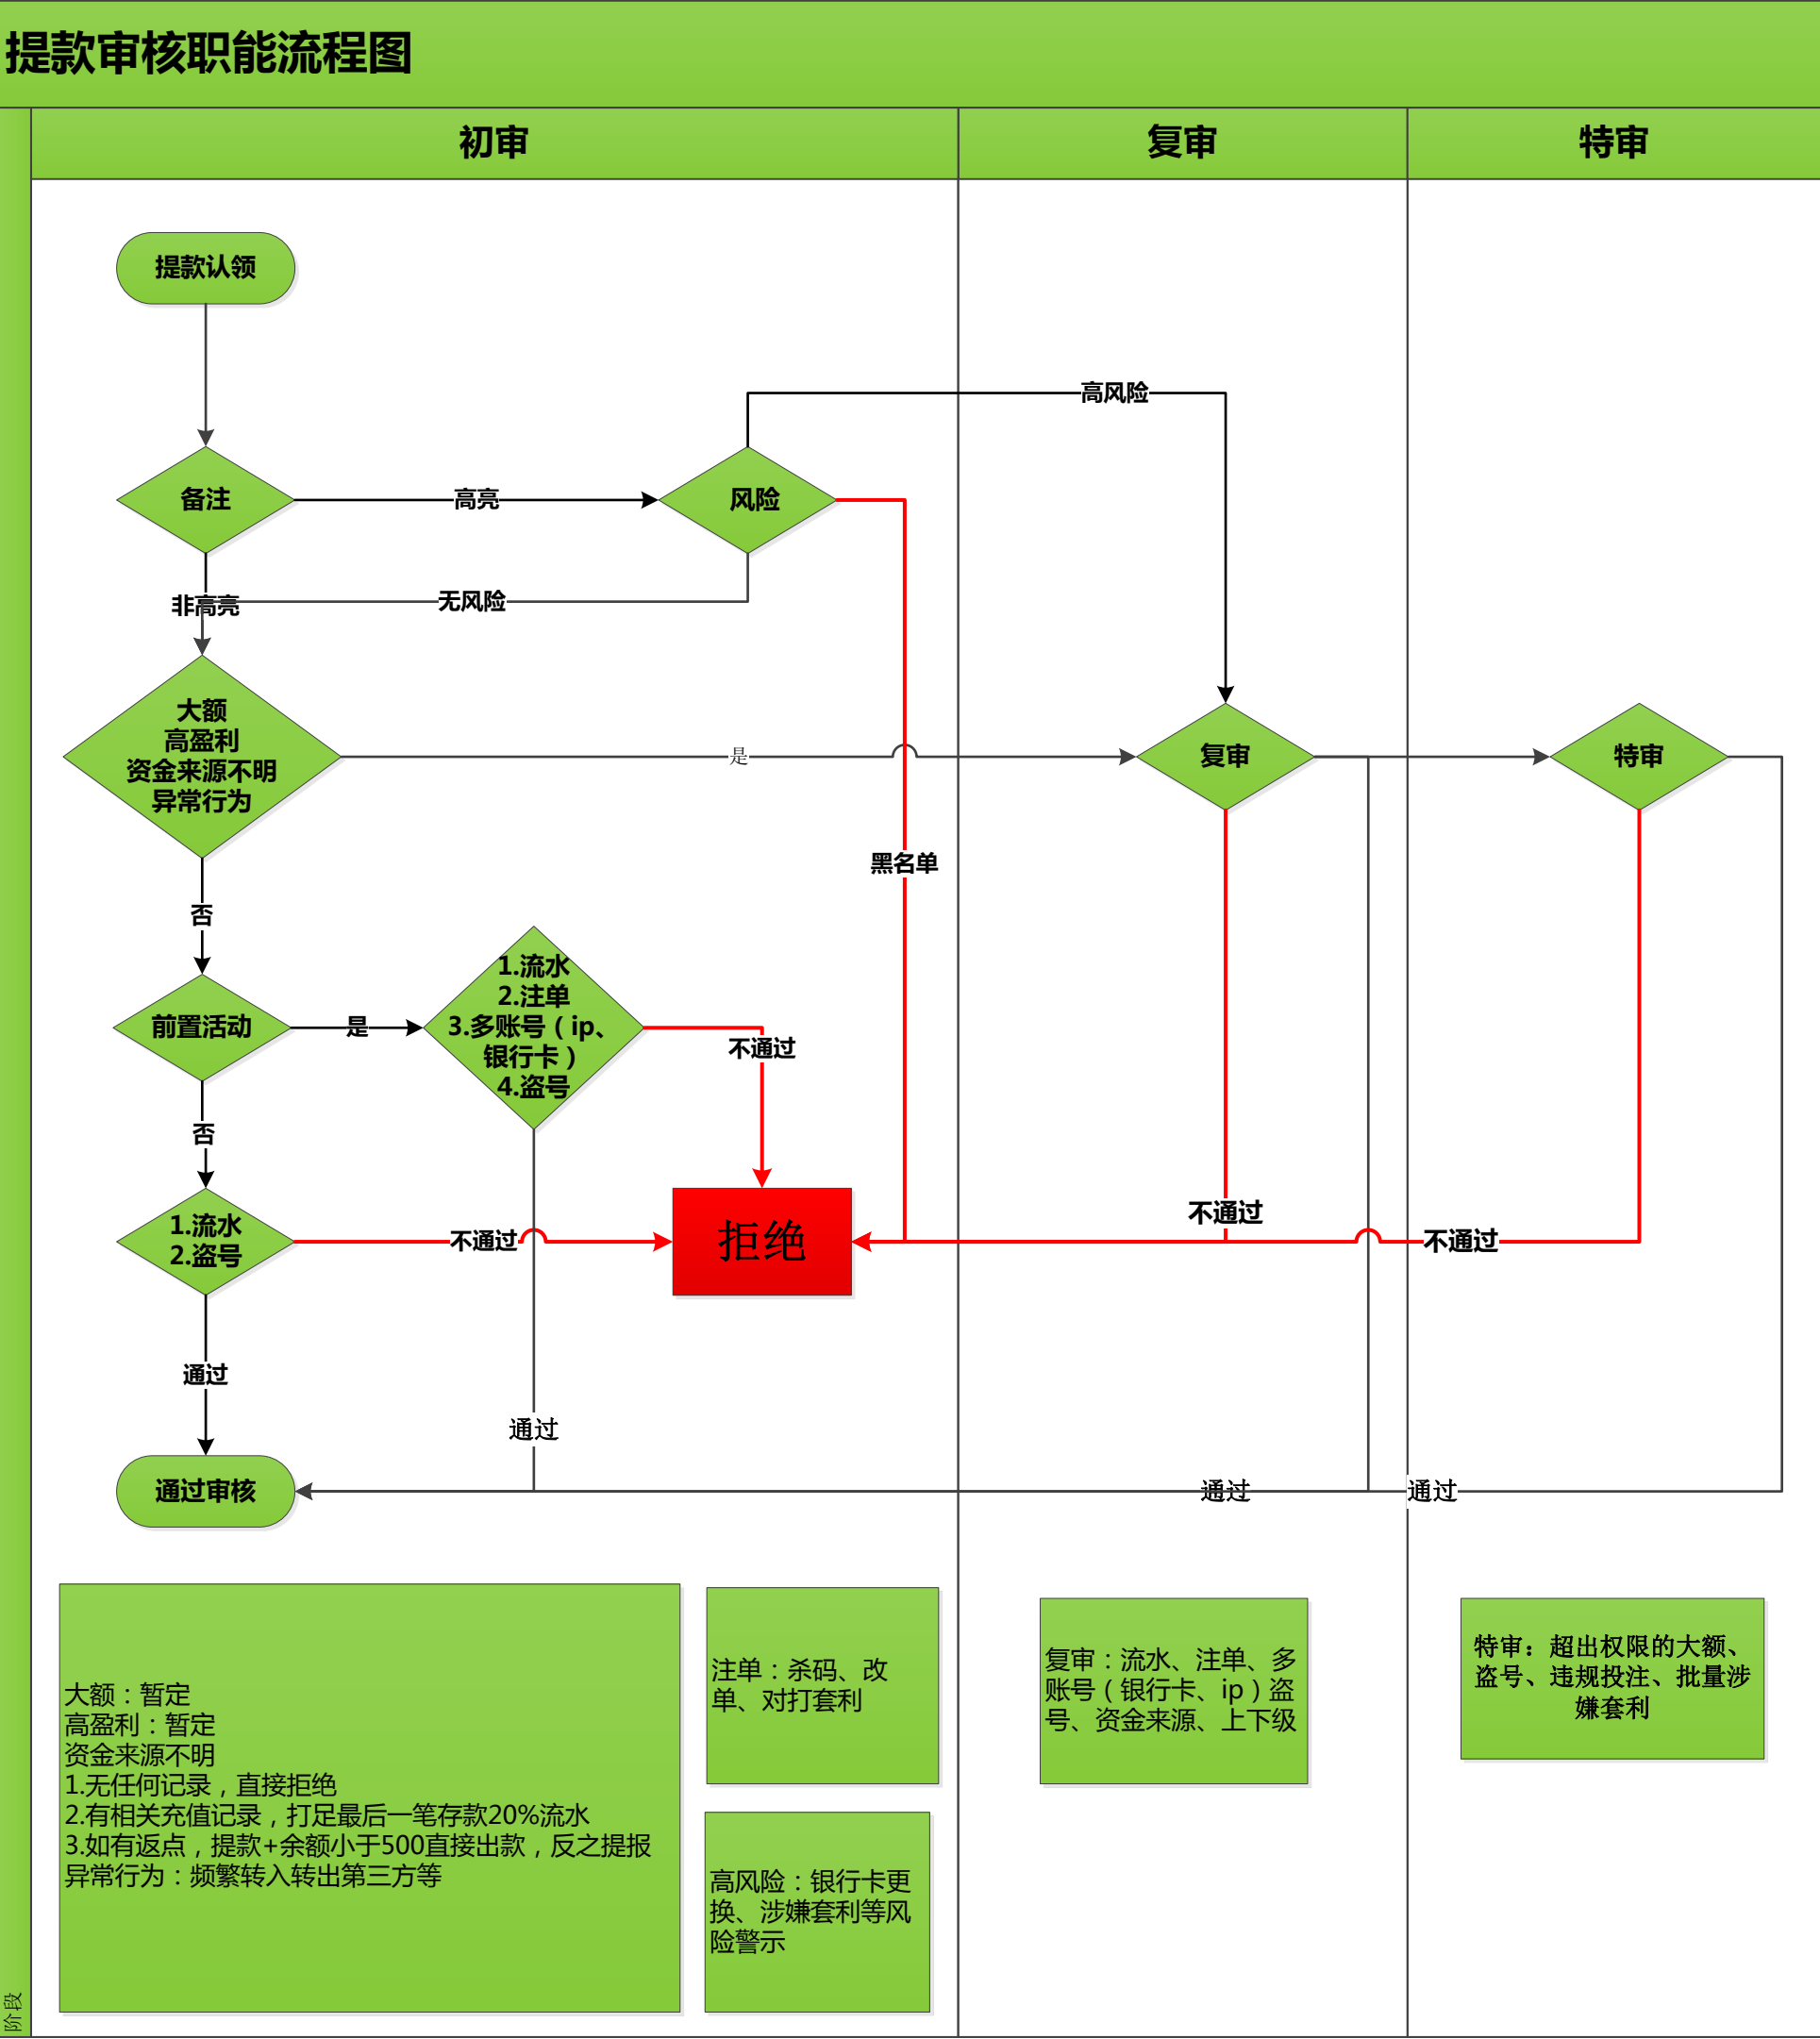 提款审核职能流程图
初审
复审
特审
提款认领
高风险
备注
高亮
风险
非高亮
无风险
大额
高盈利
资金来源不明
异常行为
是
复审
特审
黑名单
否
1.流水
2.注单
3.多账号（ip、
银行卡）
4.盗号
前置活动
是
不通过
否
1.流水
2.盗号
不通过
拒绝
不通过
不通过
通过
通过
通过审核
通过
通过
大额：暂定
高盈利：暂定
资金来源不明
1.无任何记录，直接拒绝
2.有相关充值记录，打足最后一笔存款20%流水
3.如有返点，提款+余额小于500直接出款，反之提报
异常行为：频繁转入转出第三方等
注单：杀码、改
单、对打套利
高风险：银行卡更
换、涉嫌套利等风
险警示
复审：流水、注单、多
账号（银行卡、ip）盗
号、资金来源、上下级
特审：超出权限的大额、
盗号、违规投注、批量涉
嫌套利
阶段